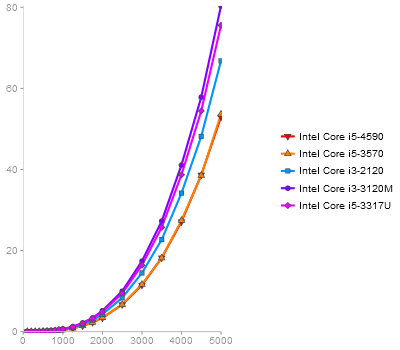 80
60
40
20
0
0 1000 2000 3000 4000 5000
Intel Core i5-4590
Intel Core i5-3570
Intel Core i3-2120
Intel Core i3-3120M
Intel Core i5-3317U